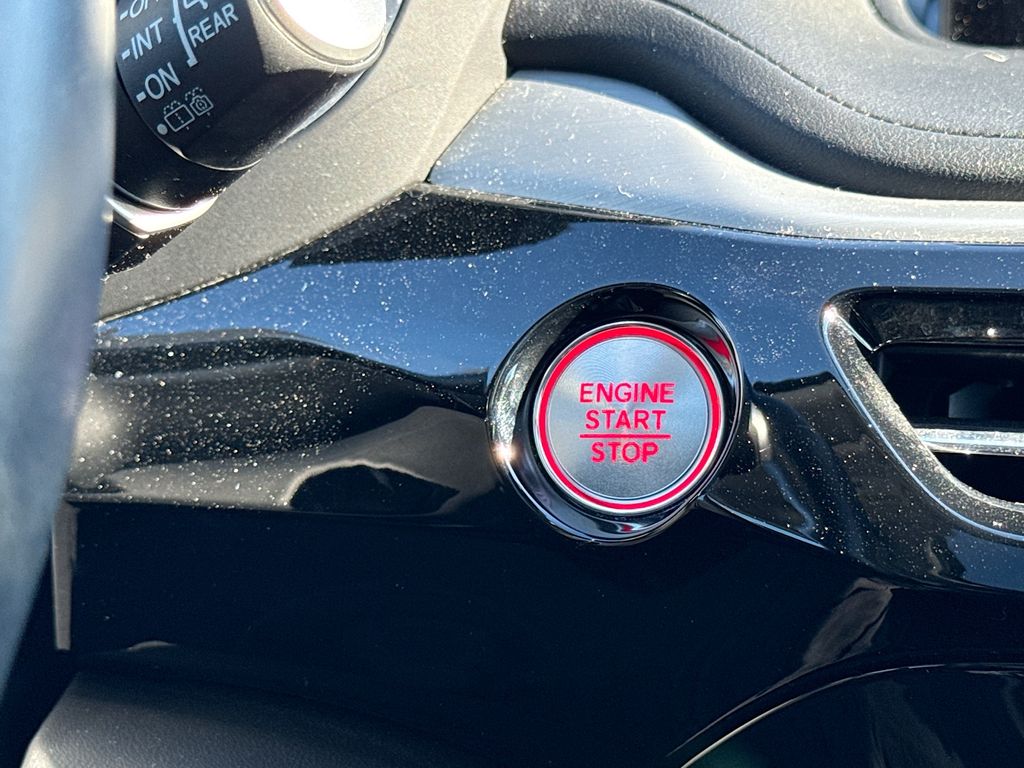 INT
REAR
ON
ENGINE
START
STOP